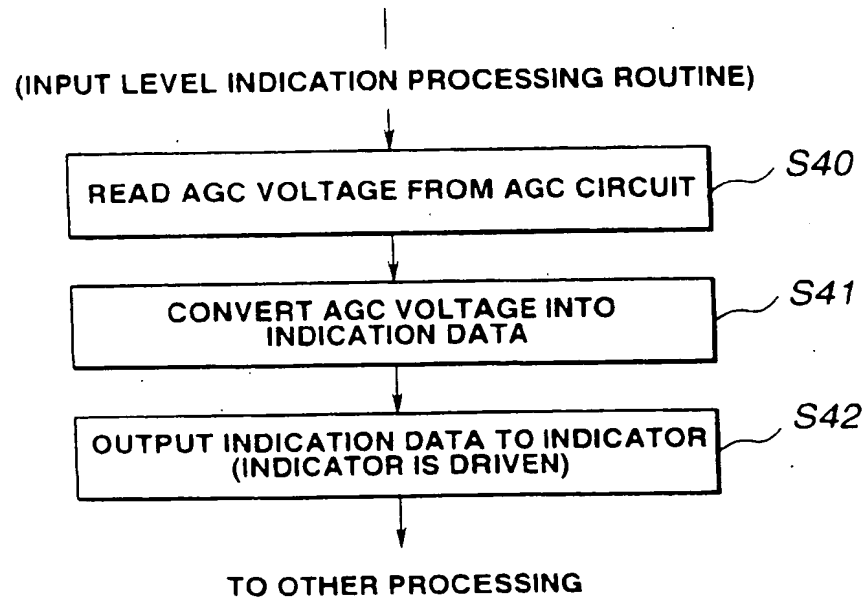 (INPUT LEVEL INDICATION PROCESSING ROUTINE)
READ AGC VOLTAGE FROM AGC CIRCUIT
S40
CONVERT AGC VOLTAGE INTO
INDICATION DATA
S41
OUTPUT INDICATION DATA TO INDICATOR
(INDICATOR IS DRIVEN)
S42
TO OTHER PROCESSING